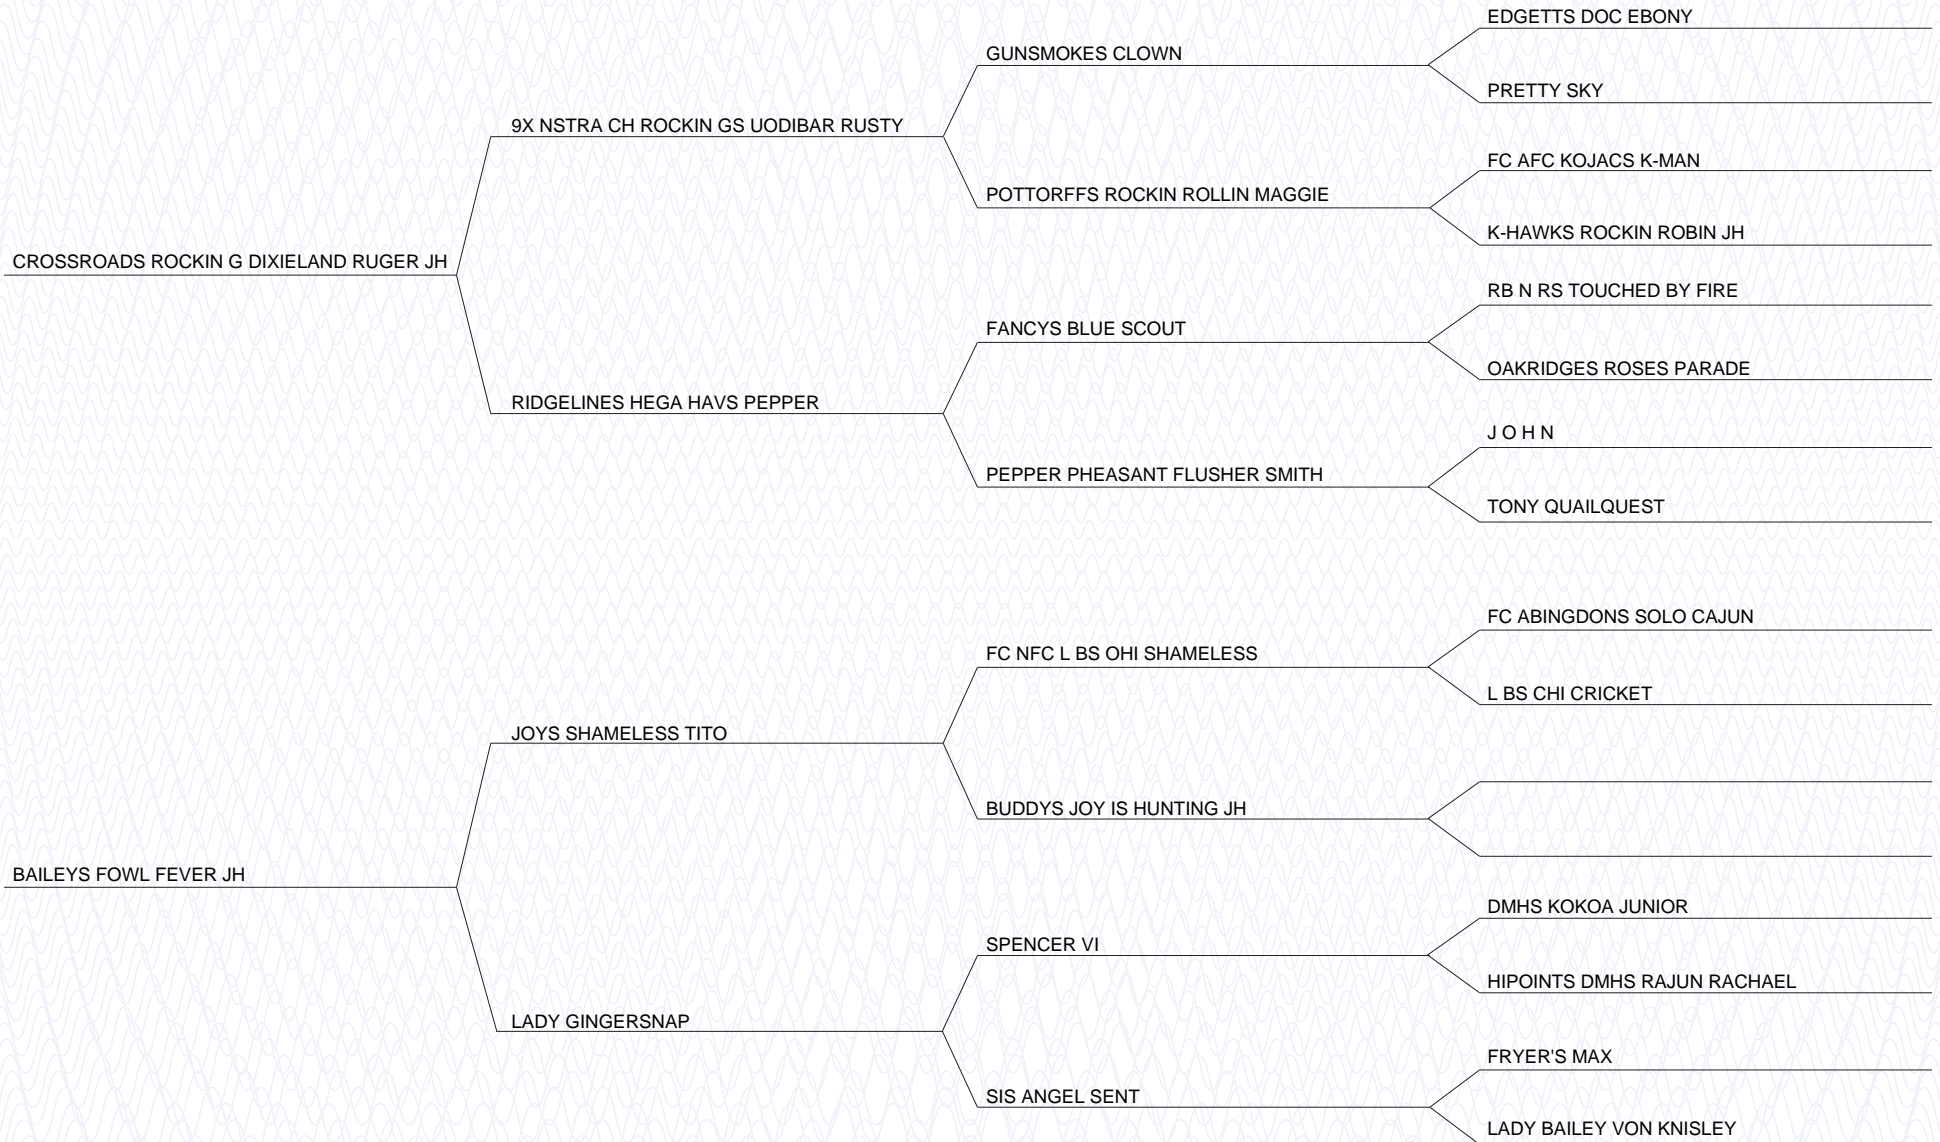 EDGETTS DOC EBONY
GUNSMOKES CLOWN
PRETTY SKY
9X NSTRA CH ROCKIN GS UODIBAR RUSTY
FC AFC KOJACS K-MAN
POTTORFFS ROCKIN ROLLIN MAGGIE
K-HAWKS ROCKIN ROBIN JH
CROSSROADS ROCKIN G DIXIELAND RUGER JH
RB N RS TOUCHED BY FIRE
FANCYS BLUE SCOUT
OAKRIDGES ROSES PARADE
RIDGELINES HEGA HAVS PEPPER
J O H N
PEPPER PHEASANT FLUSHER SMITH
TONY QUAILQUEST
FC ABINGDONS SOLO CAJUN
FC NFC L BS OHI SHAMELESS
L BS CHI CRICKET
JOYS SHAMELESS TITO
BUDDYS JOY IS HUNTING JH
BAILEYS FOWL FEVER JH
DMHS KOKOA JUNIOR
SPENCER VI
HIPOINTS DMHS RAJUN RACHAEL
LADY GINGERSNAP
FRYER'S MAX
SIS ANGEL SENT
LADY BAILEY VON KNISLEY